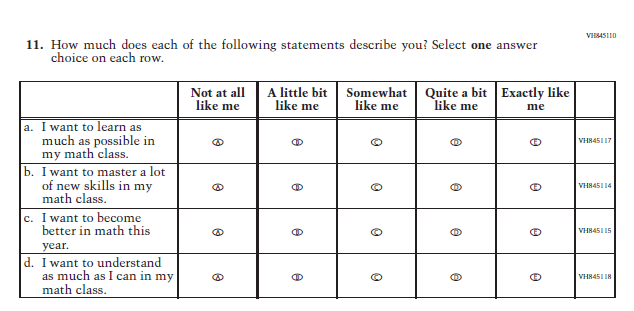 VH845110
11. How much does each of the following statements describe you? Select one answer
choice on each row.
Not at all like me
A little bit like me
Somewhat like me
Quite a bit like me
Exactly like me
a. I want to learn as
much as possible in
my math class.
A B C D E VH845117
b. I want to master a lot
of new skills in my
math class.
A B C D E VH845114
c. I want to become
better in math this
year.
A B C D E VH845115
d. I want to understand
as much as I can in my
math class.
A B C D E VH845118